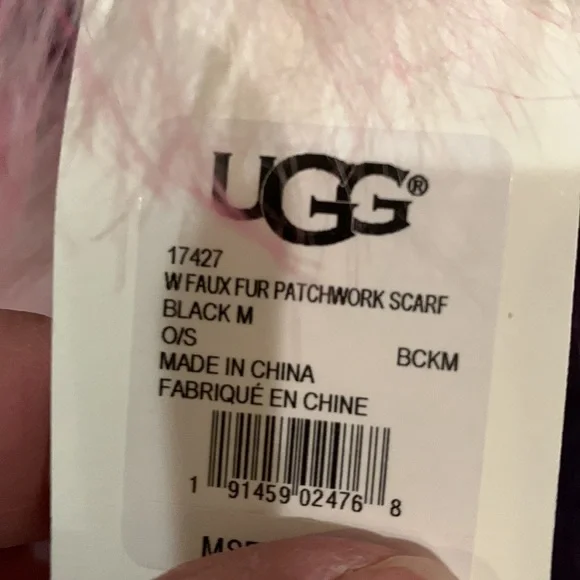 UGG®
17427
W FAUX FUR PATCHWORK SCARF
BLACK M
O/S BCKM
MADE IN CHINA
FABRIQUÉ EN CHINE
1 91459 02476 8